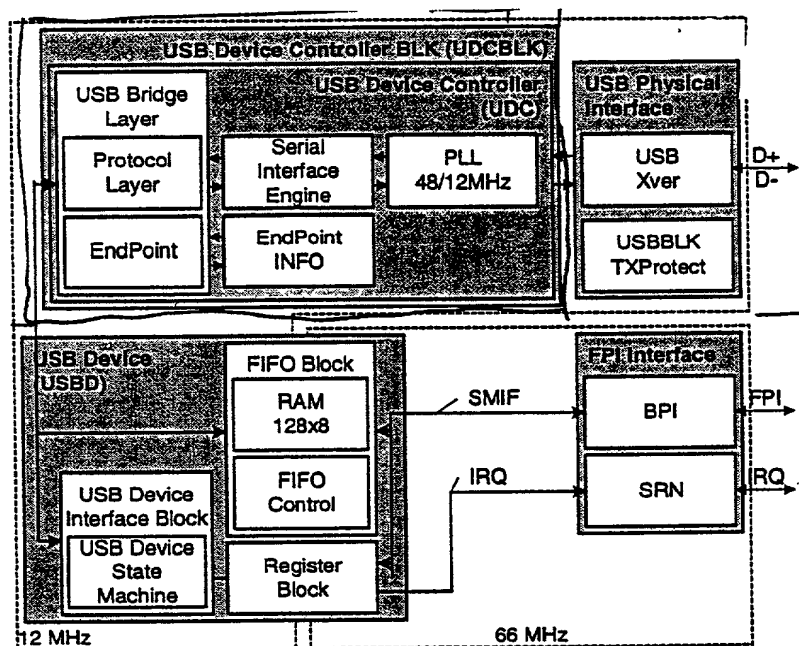 USB Device Controller BLK (UDCBLK)
USB Bridge
Layer
Protocol
Layer
EndPoint
USB Device Controller
(UDC)
Serial
Interface
Engine
PLL
48/12MHz
EndPoint
INFO
USB Physical
Interface
USB
Xver
USBBLK
TXProtect
D+
D-
USB Device
(USBD)
FIFO Block
RAM
128x8
FIFO
Control
USB Device
Interface Block
USB Device
State
Machine
Register
Block
SMIF
IRQ
FPI Interface
BPI
SRN
FPI
IRQ
12 MHz
66 MHz